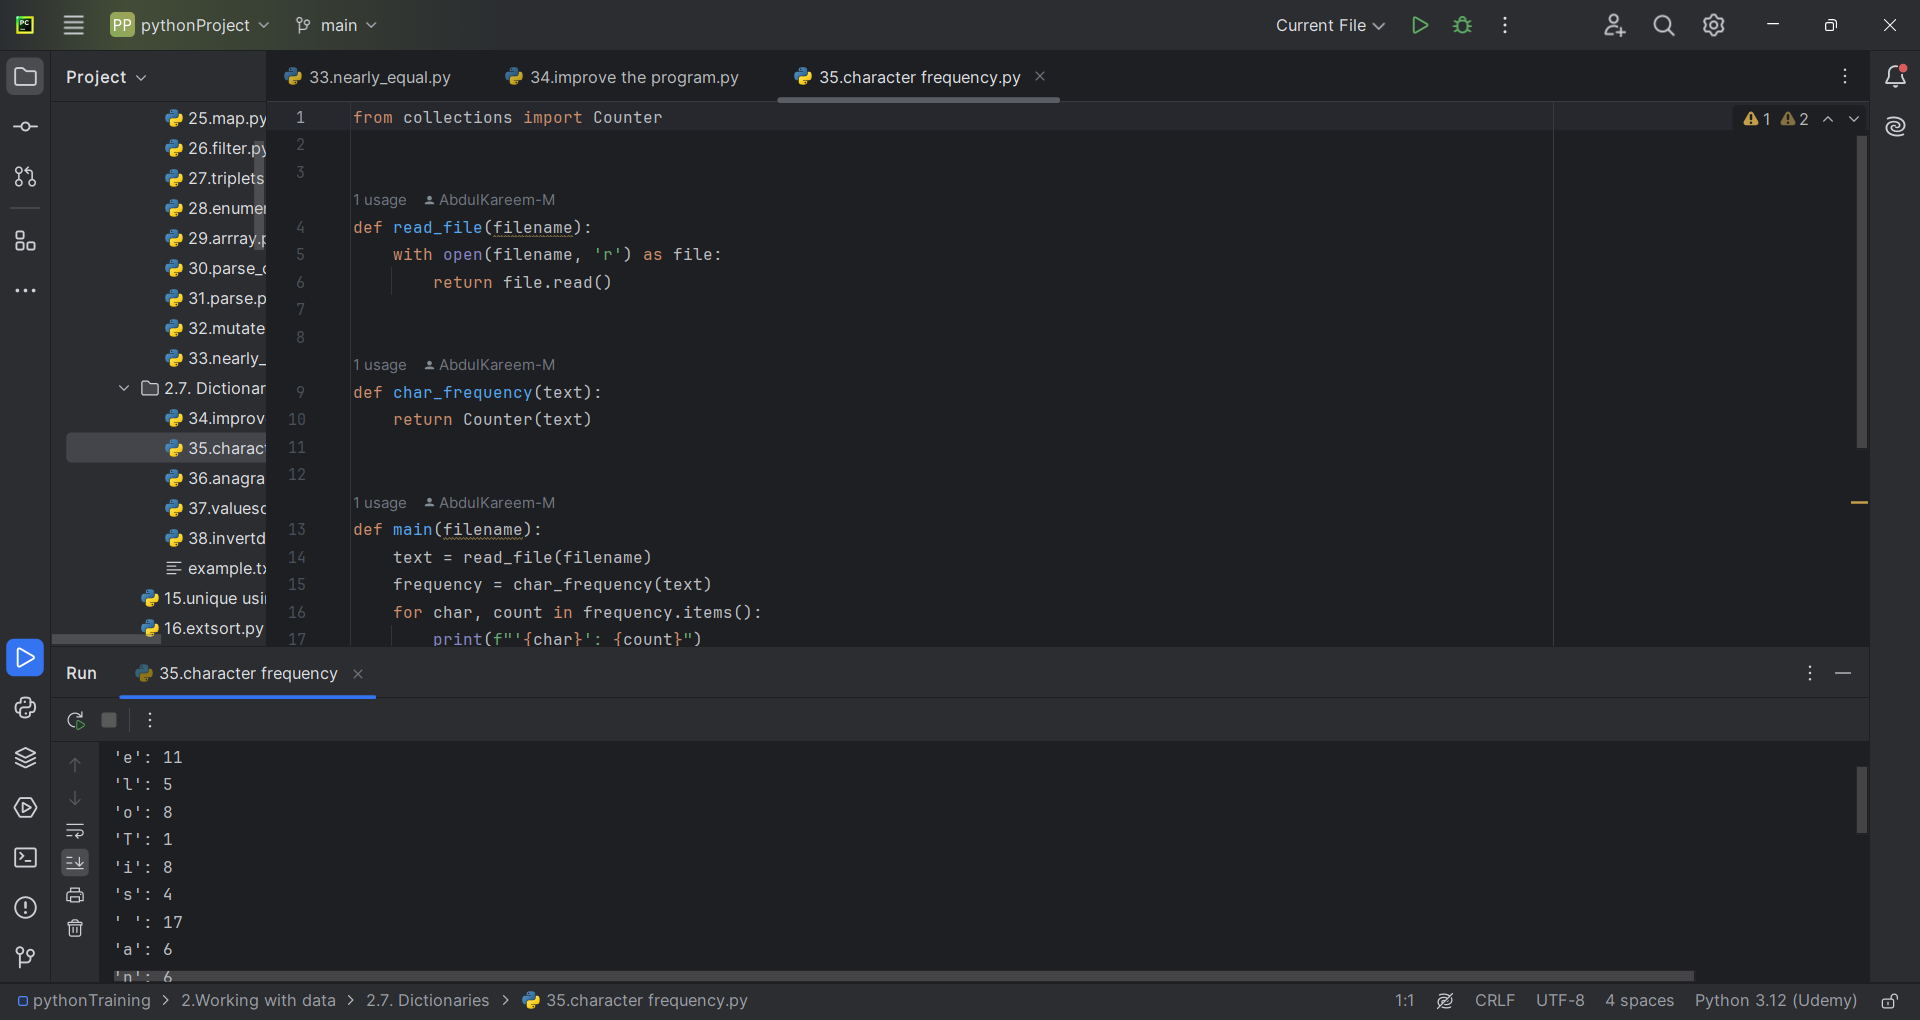 PC
PP pythonProject
main
Current File
Project
33.nearly_equal.py
34.improve the program.py
35.character frequency.py
25.map.py
26.filter.py
27.triplets
28.enumer
29.arrray.p
30.parse_c
31.parse.p
32.mutate
33.nearly_
2.7. Dictionar
34.improv
35.charact
36.anagra
37.valueso
38.invertd
example.tx
15.unique usi
16.extsort.py
1 from collections import Counter
1 2
2
3
1 usage AbdulKareem-M
4 def read_file(filename):
5 with open(filename, 'r') as file:
6 return file.read()
7
8
1 usage AbdulKareem-M
9 def char_frequency(text):
10 return Counter(text)
11
12
1 usage AbdulKareem-M
13 def main(filename):
14 text = read_file(filename)
15 frequency = char_frequency(text)
16 for char, count in frequency.items():
17 print(f"'{char}': {count}")
Run
35.character frequency
'e': 11
'l': 5
'o': 8
'T': 1
'i': 8
's': 4
' ': 17
'a': 6
'n': 6
pythonTraining > 2.Working with data > 2.7. Dictionaries > 35.character frequency.py
1:1 CRLF UTF-8 4 spaces Python 3.12 (Udemy)